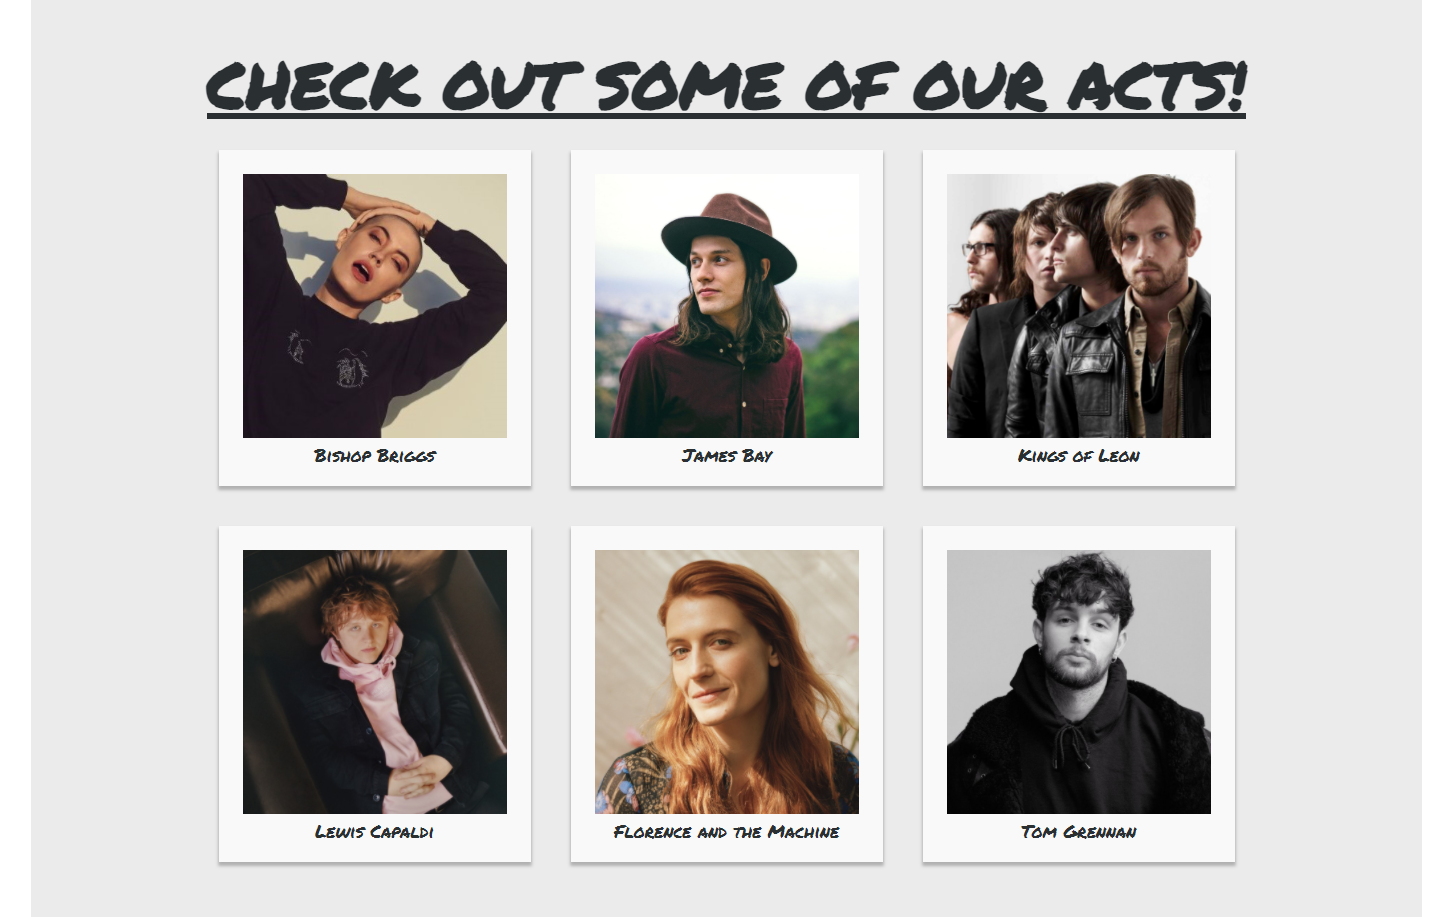 CHECK OUT SOME OF OUR ACTS!
Bishop Briggs
James Bay
Kings of Leon
Lewis Capaldi
Florence and the Machine
Tom Grennan